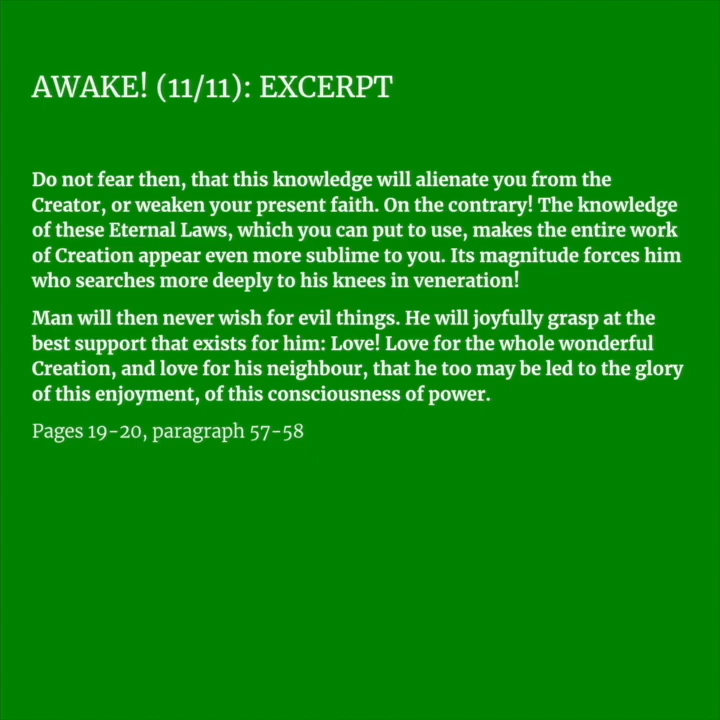 AWAKE! (11/11): EXCERPT
Do not fear then, that this knowledge will alienate you from the
Creator, or weaken your present faith. On the contrary! The knowledge
of these Eternal Laws, which you can put to use, makes the entire work
of Creation appear even more sublime to you. Its magnitude forces him
who searches more deeply to his knees in veneration!
Man will then never wish for evil things. He will joyfully grasp at the
best support that exists for him: Love! Love for the whole wonderful
Creation, and love for his neighbour, that he too may be led to the glory
of this enjoyment, of this consciousness of power.
Pages 19-20, paragraph 57-58